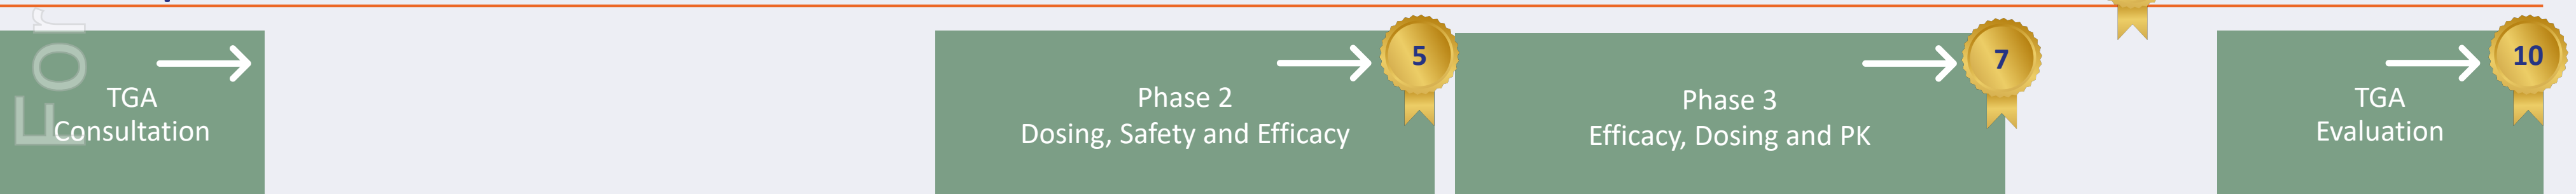 For
TGA
Consultation
Phase 2
Dosing, Safety and Efficacy
5
Phase 3
Efficacy, Dosing and PK
7
TGA
Evaluation
10